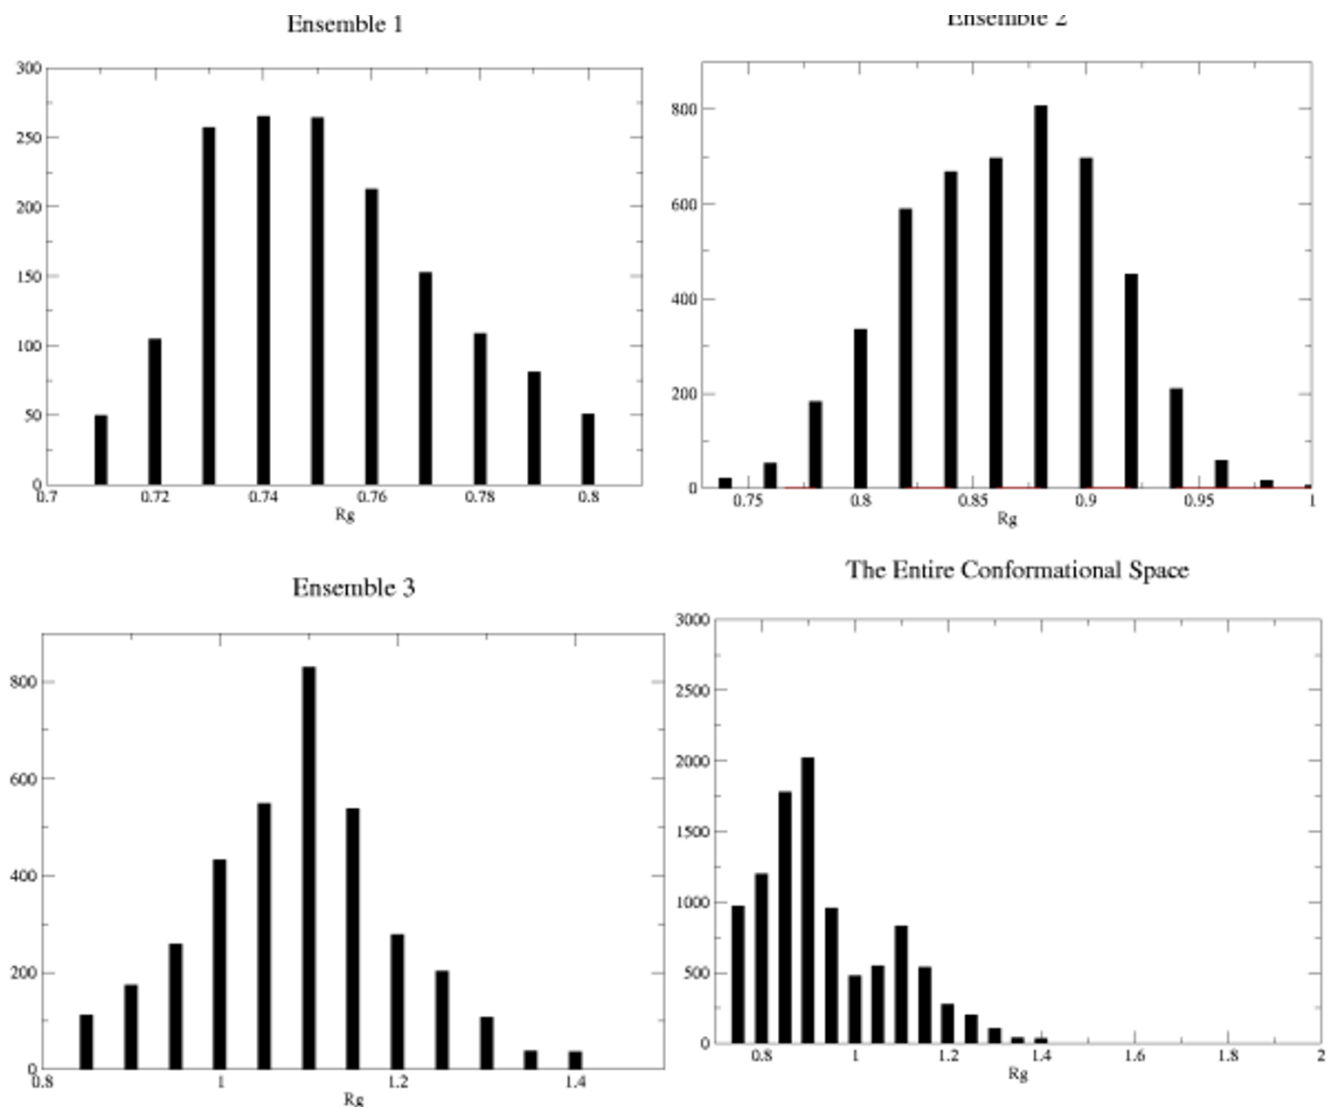 Ensemble 1
300
250
200
150
100
50
0
0.7 0.72 0.74 0.76 0.78 0.8
Rg
Ensemble 2
800
600
400
200
0
0.75 0.8 0.85 0.9 0.95 1
Rg
Ensemble 3
800
600
400
200
0
0.8 1 1.2 1.4
Rg
The Entire Conformational Space
3000
2500
2000
1500
1000
500
0
0.8 1 1.2 1.4 1.6 1.8 2
Rg